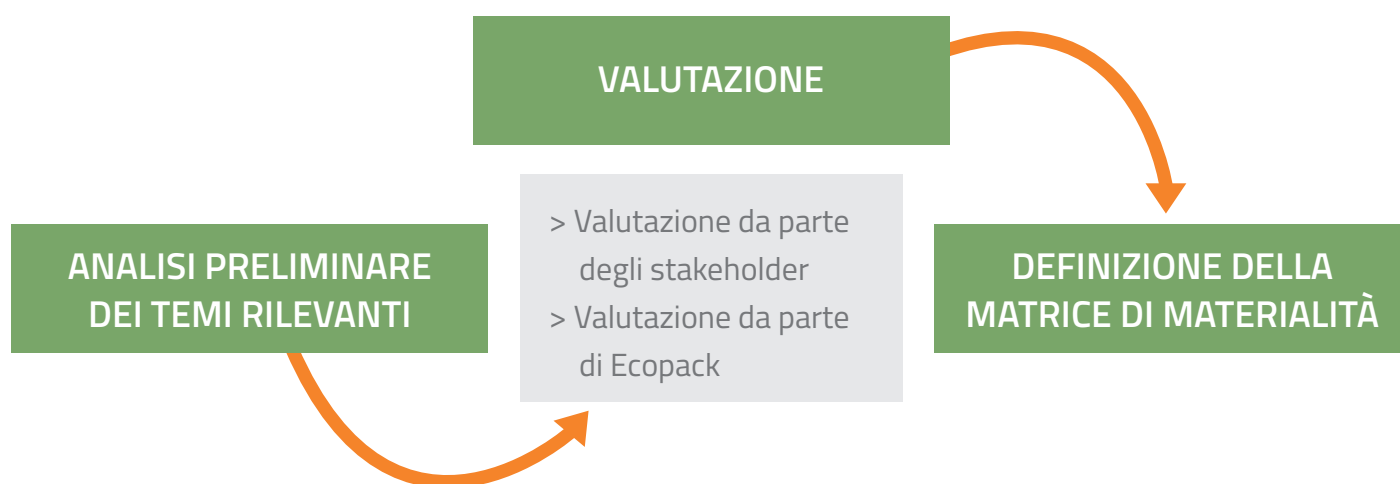 ANALISI PRELIMINARE
DEI TEMI RILEVANTI
VALUTAZIONE
> Valutazione da parte
degli stakeholder
> Valutazione da parte
di Ecopack
DEFINIZIONE DELLA
MATRICE DI MATERIALITÀ